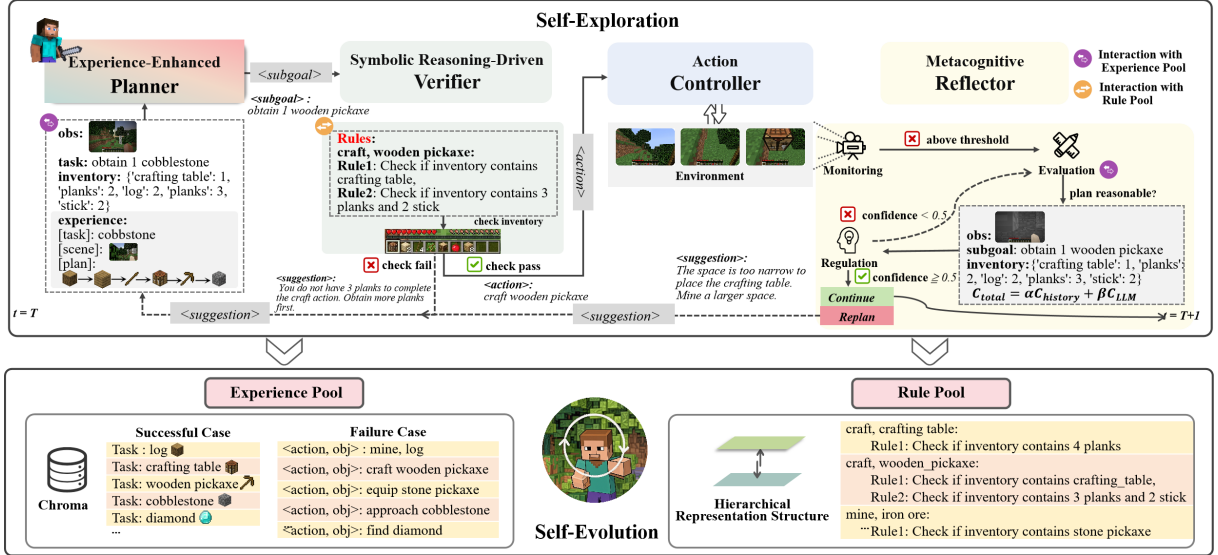 Self-Exploration
Experience-Enhanced
Planner
<subgoal>
Symbolic Reasoning-Driven
Verifier
Action
Controller
Metacognitive
Reflector
Interaction with
Experience Pool
Interaction with
Rule Pool
<subgoal> :
obtain 1 wooden pickaxe
obs:
task: obtain 1 cobblestone
inventory: {'crafting table': 1,
'planks': 2, 'log': 2, 'planks': 3,
'stick': 2}
experience:
[task]: cobbstone
[scene]:
[plan]:
Rules:
craft, wooden pickaxe:
Rule1: Check if inventory contains
crafting table,
Rule2: Check if inventory contains 3
planks and 2 stick
check inventory
check fail
check pass
<suggestion>:
You do not have 3 planks to complete
the craft action. Obtain more planks
first.
<action>:
craft wooden pickaxe
<action>
Environment
Monitoring
above threshold
Evaluation
plan reasonable?
confidence < 0.5
Regulation
confidence ≧ 0.5
obs:
subgoal: obtain 1 wooden pickaxe
inventory:{'crafting table': 1, 'planks':
2, 'log': 2, 'planks': 3, 'stick': 2}
C_total = αC_history + βC_LLM
<suggestion>:
The space is too narrow to
place the crafting table.
Mine a larger space.
Continue
Replan
t = T
<suggestion>
<suggestion>
t = T+1
Experience Pool
Successful Case
Failure Case
Chroma
Task : log
Task: crafting table
Task: wooden pickaxe
Task: cobblestone
Task: diamond
...
<action, obj> : mine, log
<action, obj>: craft wooden pickaxe
<action, obj>: equip stone pickaxe
<action, obj>: approach cobblestone
<action, obj>: find diamond
...
Self-Evolution
Rule Pool
Hierarchical
Representation Structure
craft, crafting table:
Rule1: Check if inventory contains 4 planks
craft, wooden_pickaxe:
Rule1: Check if inventory contains crafting_table,
Rule2: Check if inventory contains 3 planks and 2 stick
mine, iron ore:
...
Rule1: Check if inventory contains stone pickaxe